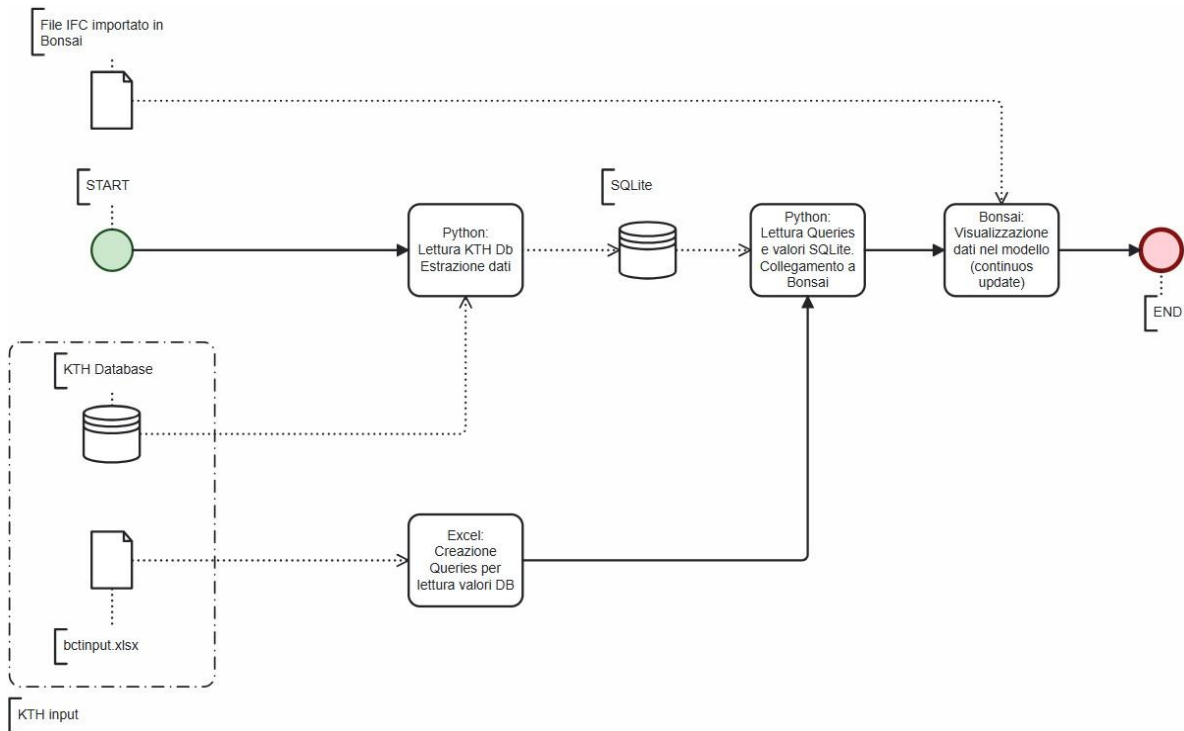 File IFC importato in
Bonsai
START
SQLite
Python:
Lettura KTH Db
Estrazione dati
Python:
Lettura Queries
e valori SQLite.
Collegamento a
Bonsai
Bonsai:
Visualizzazione
dati nel modello
(continuos
update)
END
KTH Database
Excel:
Creazione
Queries per
lettura valori DB
bctinput.xlsx
KTH input